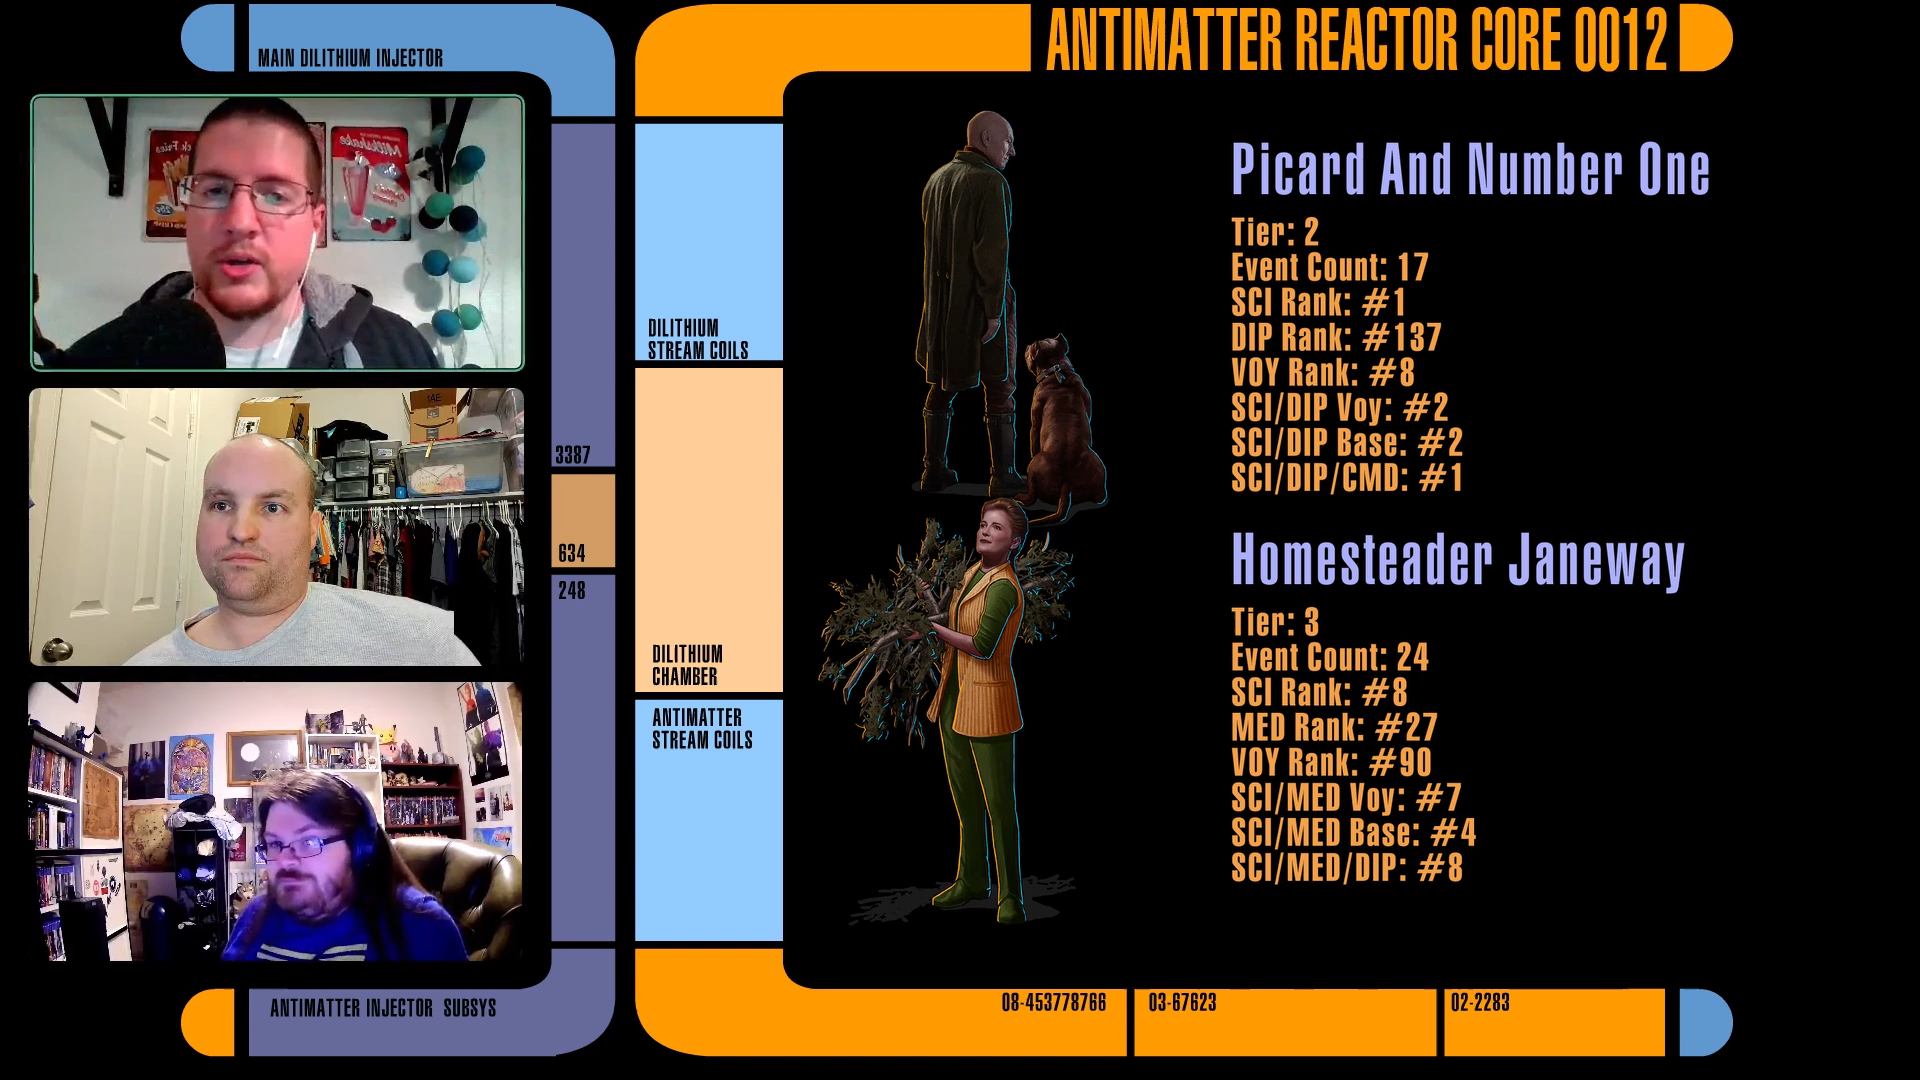 MAIN DILITHIUM INJECTOR
ANTIMATTER REACTOR CORE 0012
Milkshake
3387
634
248
DILITHIUM
STREAM COILS
DILITHIUM
CHAMBER
ANTIMATTER
STREAM COILS
Picard And Number One
Tier: 2
Event Count: 17
SCI Rank: #1
DIP Rank: #137
VOY Rank: #8
SCI/DIP Voy: #2
SCI/DIP Base: #2
SCI/DIP/CMD: #1
Homesteader Janeway
Tier: 3
Event Count: 24
SCI Rank: #8
MED Rank: #27
VOY Rank: #90
SCI/MED Voy: #7
SCI/MED Base: #4
SCI/MED/DIP: #8
ANTIMATTER INJECTOR SUBSYS
08-453778766
03-67623
02-2283